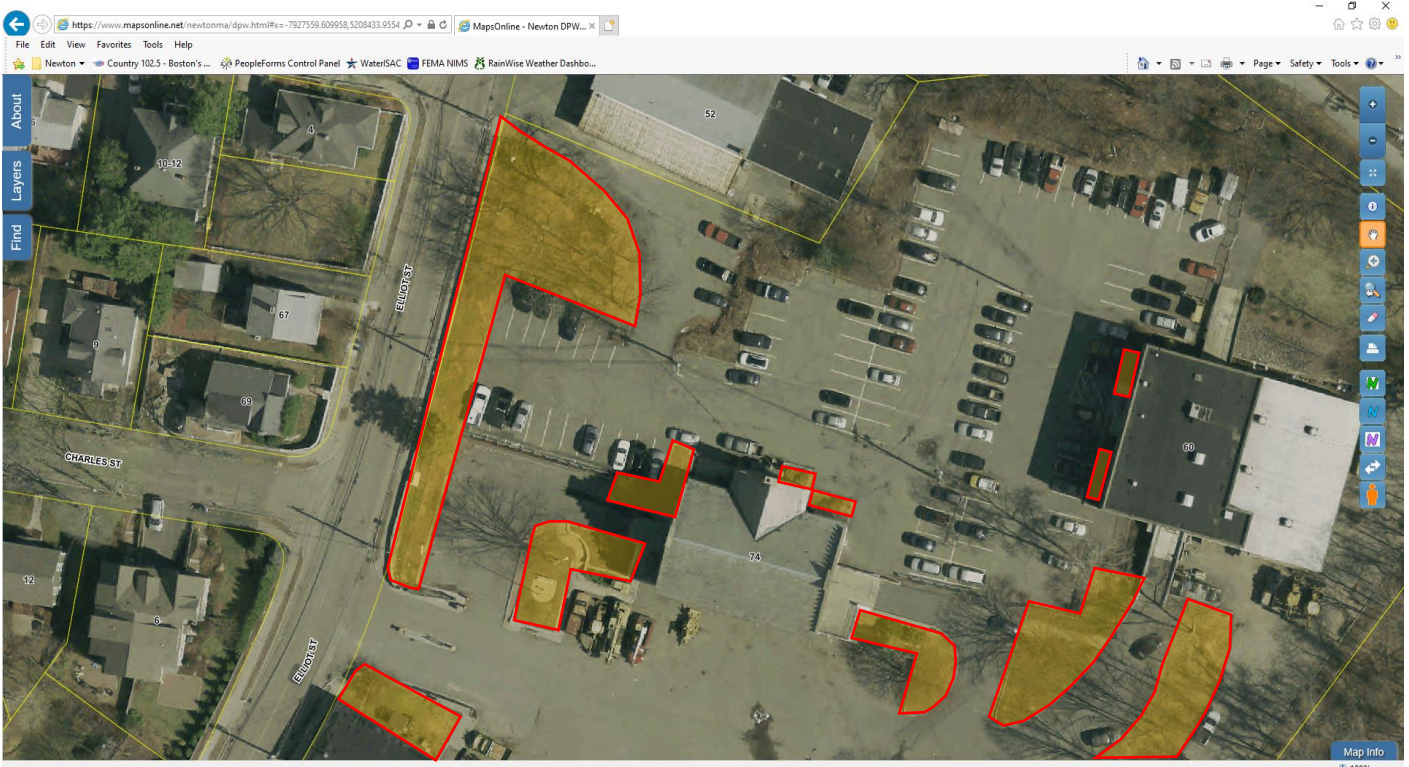 https://www.mapsonline.net/newtonma/dpw.html#x=-7927559.609958,5208433.9554
MapsOnline - Newton DPW...
File Edit View Favorites Tools Help
Newton Country 102.5 - Boston's ... PeopleForms Control Panel WaterISAC FEMA NIMS RainWise Weather Dashbo...
Page Safety Tools
About
Layers
Find
52
4
10-12
ELLIOT ST
67
9
69
60
CHARLES ST
74
12
6
ELLIOT ST
Map Info